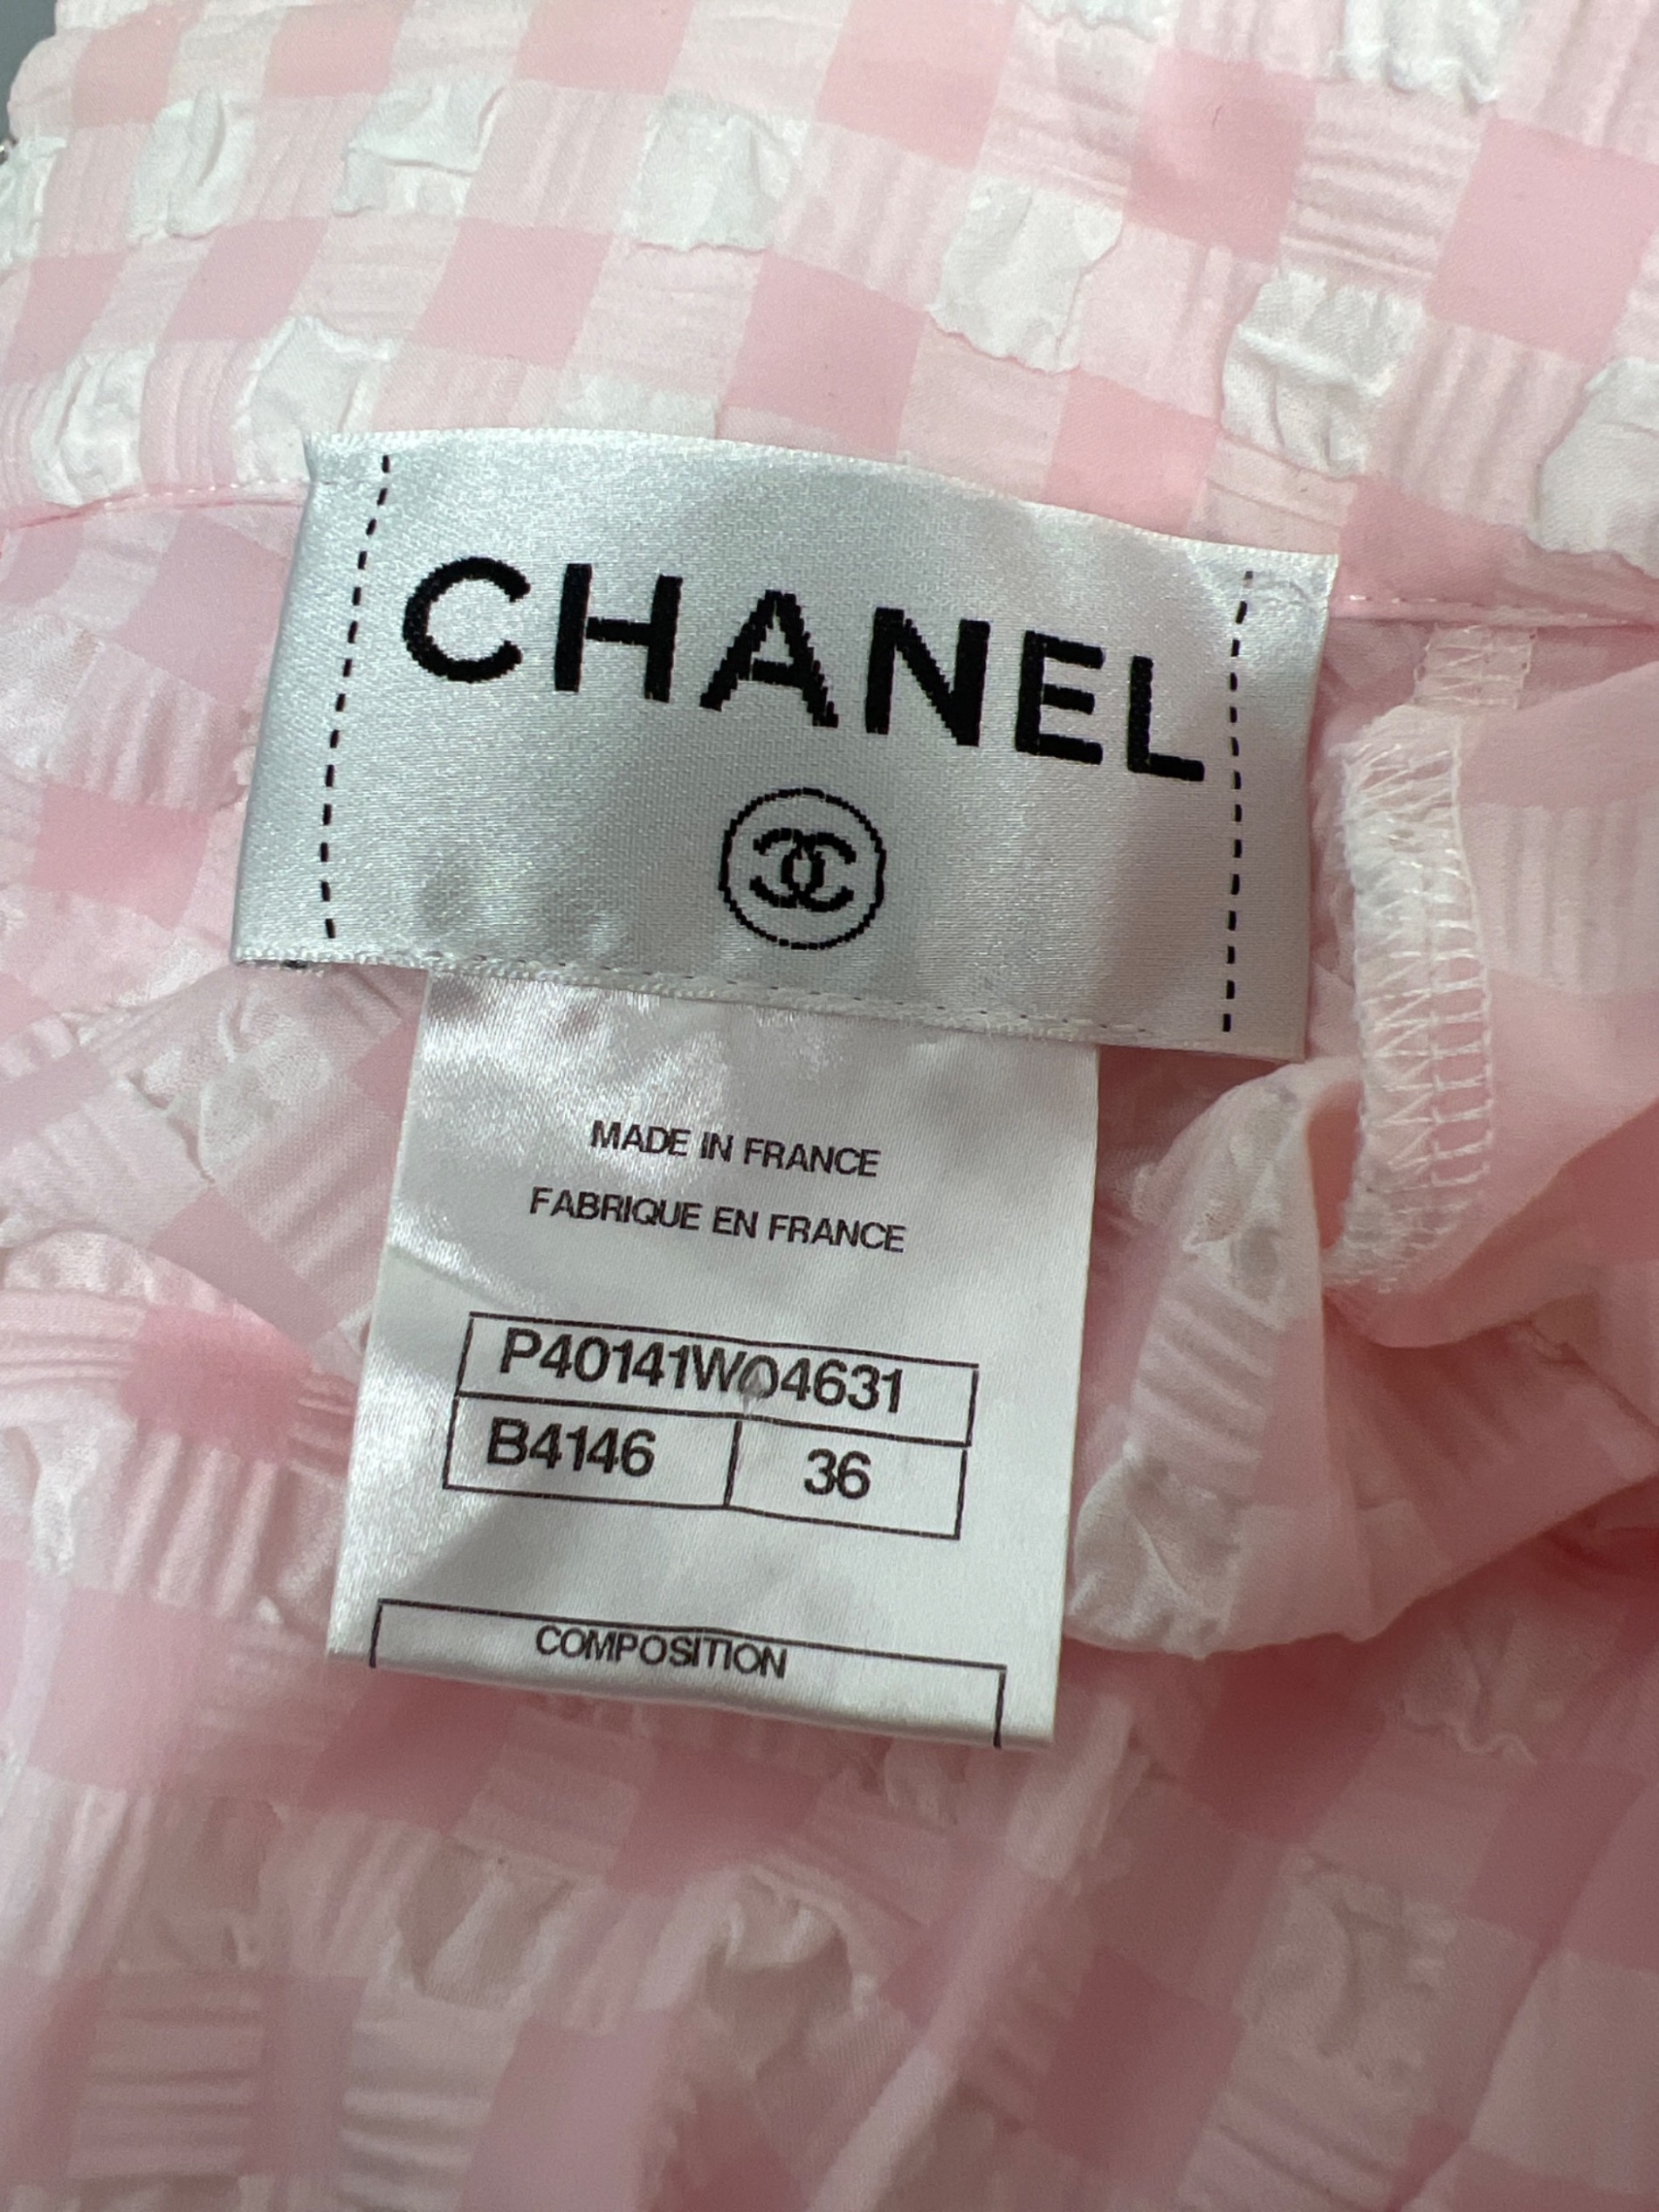 CHANEL
MADE IN FRANCE
FABRIQUE EN FRANCE
P40141W04631
B4146 36
COMPOSITION